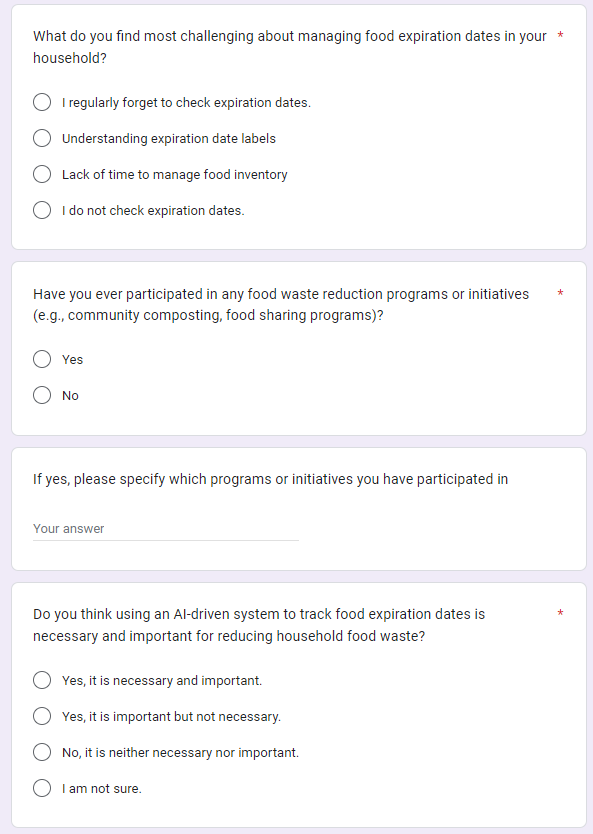 What do you find most challenging about managing food expiration dates in your *
household?
I regularly forget to check expiration dates.
Understanding expiration date labels
Lack of time to manage food inventory
I do not check expiration dates.
Have you ever participated in any food waste reduction programs or initiatives *
(e.g., community composting, food sharing programs)?
Yes
No
If yes, please specify which programs or initiatives you have participated in
Your answer
Do you think using an AI-driven system to track food expiration dates is *
necessary and important for reducing household food waste?
Yes, it is necessary and important.
Yes, it is important but not necessary.
No, it is neither necessary nor important.
I am not sure.